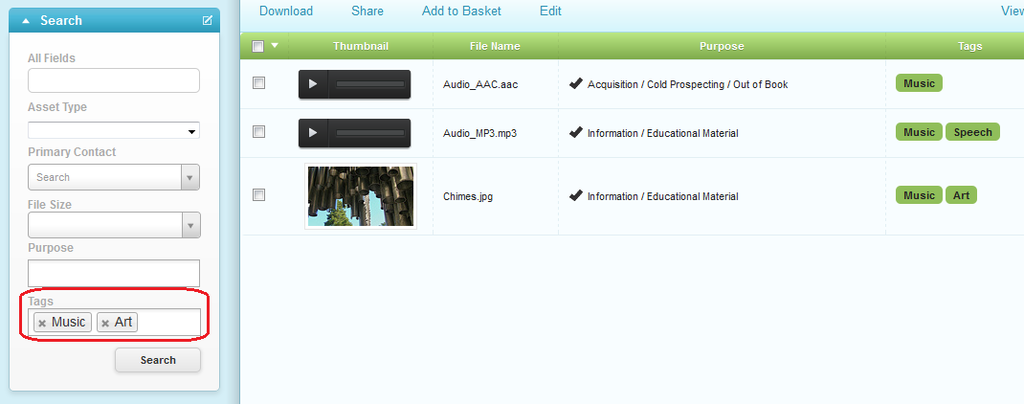 Search
All Fields
Asset Type
Primary Contact
Search
File Size
Purpose
Tags
Music Art
Search
Download Share Add to Basket Edit View
Thumbnail File Name Purpose Tags
Audio_AAC.aac Acquisition / Cold Prospecting / Out of Book Music
Audio_MP3.mp3 Information / Educational Material Music Speech
Chimes.jpg Information / Educational Material Music Art